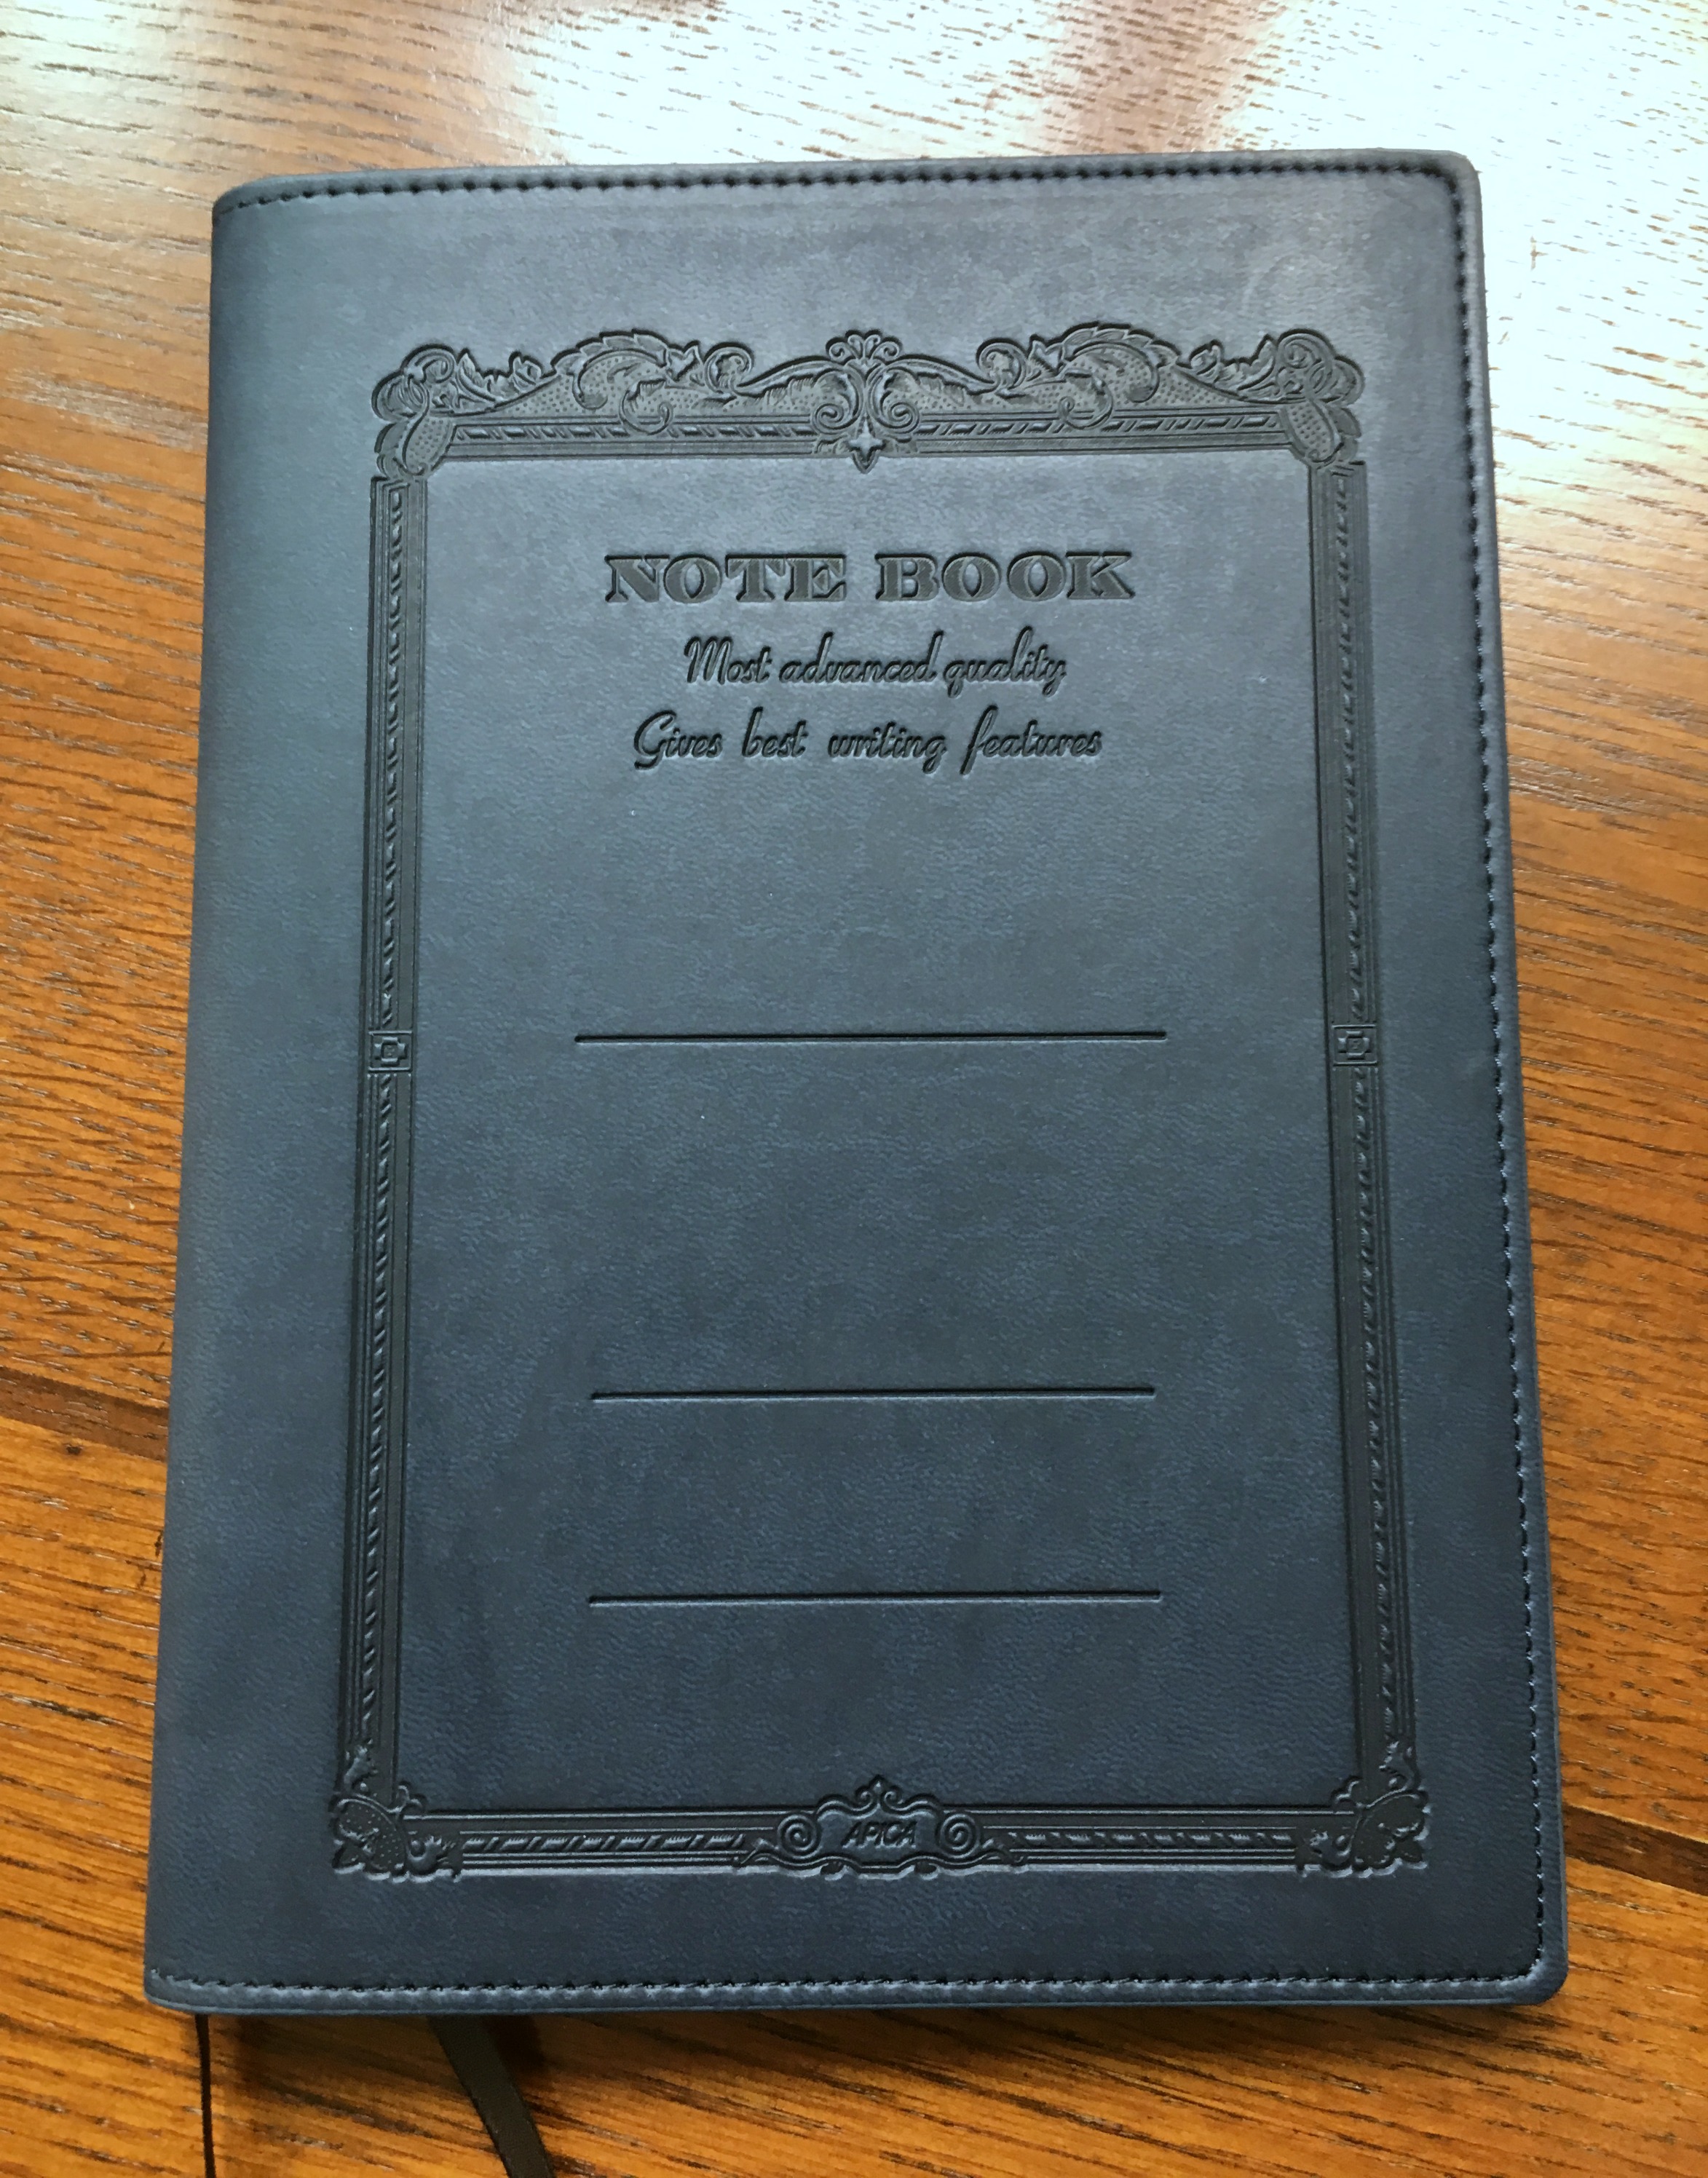 NOTE BOOK
Most advanced quality
Gives best writing features
APICA